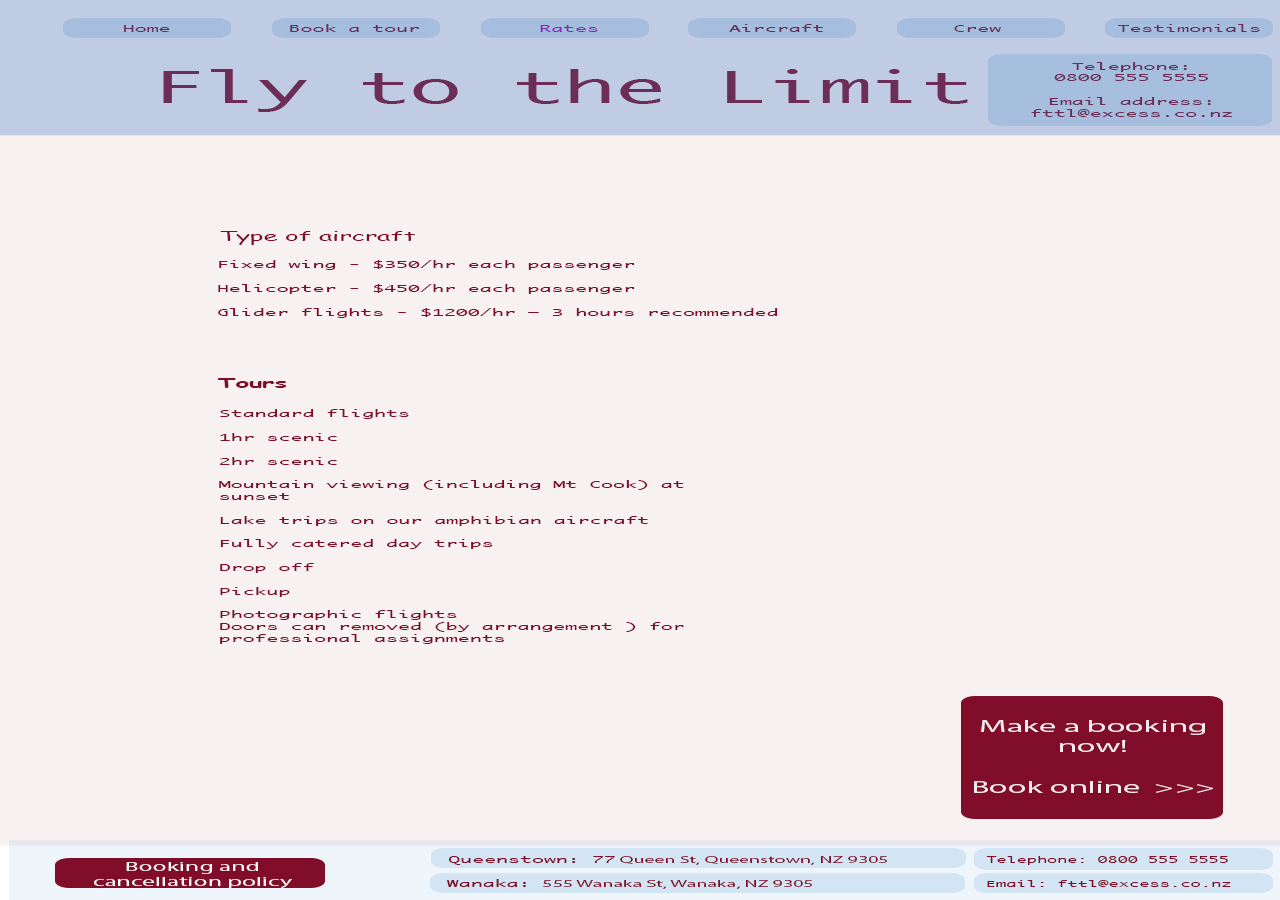 Home
Book a tour
Rates
Aircraft
Crew
Testimonials
Fly to the Limit
Telephone:
0800 555 5555
Email address:
fttl@excess.co.nz
Type of aircraft
Fixed wing - $350/hr each passenger
Helicopter - $450/hr each passenger
Glider flights - $1200/hr – 3 hours recommended
Tours
Standard flights
1hr scenic
2hr scenic
Mountain viewing (including Mt Cook) at
sunset
Lake trips on our amphibian aircraft
Fully catered day trips
Drop off
Pickup
Photographic flights
Doors can removed (by arrangement ) for
professional assignments
Make a booking
now!
Book online >>>
Booking and
cancellation policy
Queenstown: 77 Queen St, Queenstown, NZ 9305
Wanaka: 555 Wanaka St, Wanaka, NZ 9305
Telephone: 0800 555 5555
Email: fttl@excess.co.nz